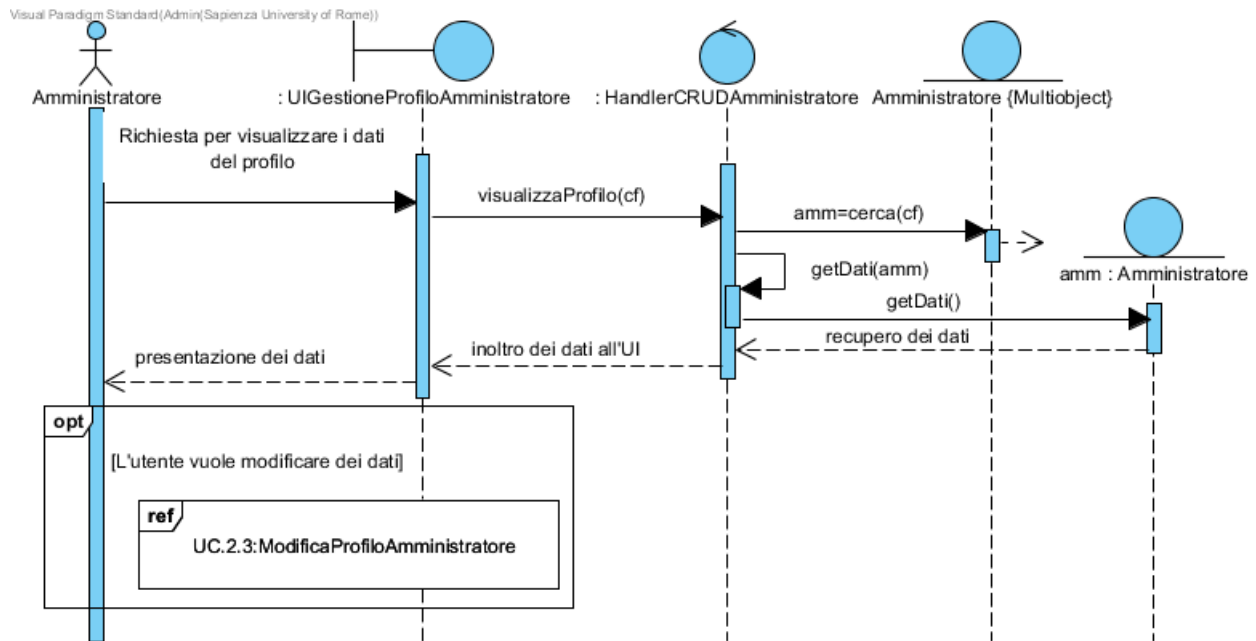 Visual Paradigm Standard(Admin(Sapienza University of Rome))
Amministratore
: UIGestioneProfiloAmministratore
: HandlerCRUDAmministratore
Amministratore {Multiobject}
Richiesta per visualizzare i dati
del profilo
visualizzaProfilo(cf)
amm=cerca(cf)
getDati(amm)
amm : Amministratore
getDati()
recupero dei dati
inoltro dei dati all'UI
presentazione dei dati
opt
[L'utente vuole modificare dei dati]
ref
UC.2.3:ModificaProfiloAmministratore